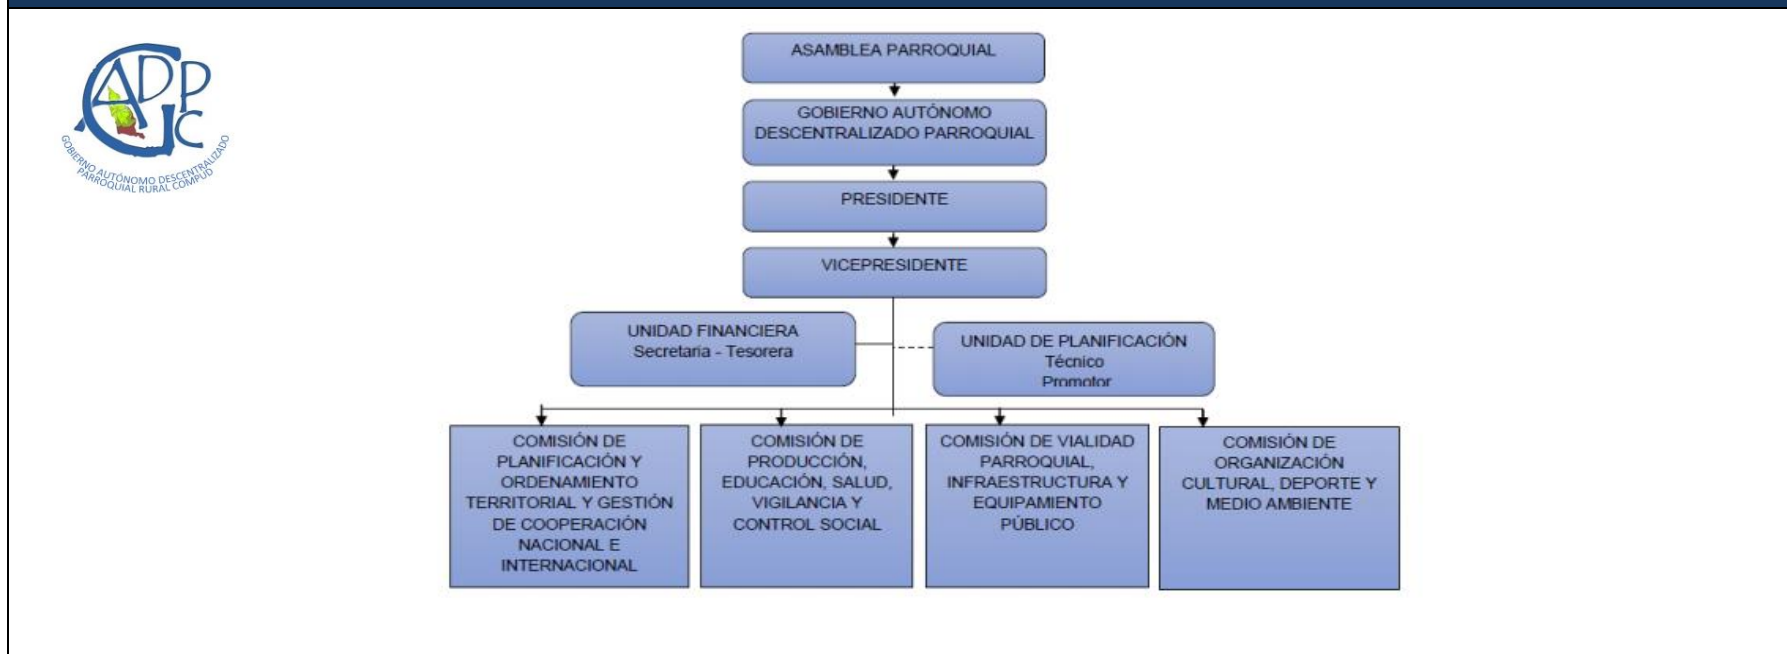 ADPGC
GOBIERNO AUTÓNOMO DESCENTRALIZADO
PARROQUIAL RURAL COMPUD
ASAMBLEA PARROQUIAL
GOBIERNO AUTÓNOMO
DESCENTRALIZADO PARROQUIAL
PRESIDENTE
VICEPRESIDENTE
UNIDAD FINANCIERA
Secretaria - Tesorera
UNIDAD DE PLANIFICACIÓN
Técnico
Promotor
COMISIÓN DE
PLANIFICACIÓN Y
ORDENAMIENTO
TERRITORIAL Y GESTIÓN
DE COOPERACIÓN
NACIONAL E
INTERNACIONAL
COMISIÓN DE
PRODUCCIÓN,
EDUCACIÓN, SALUD,
VIGILANCIA Y
CONTROL SOCIAL
COMISIÓN DE VIALIDAD
PARROQUIAL,
INFRAESTRUCTURA Y
EQUIPAMIENTO
PÚBLICO
COMISIÓN DE
ORGANIZACIÓN
CULTURAL, DEPORTE Y
MEDIO AMBIENTE